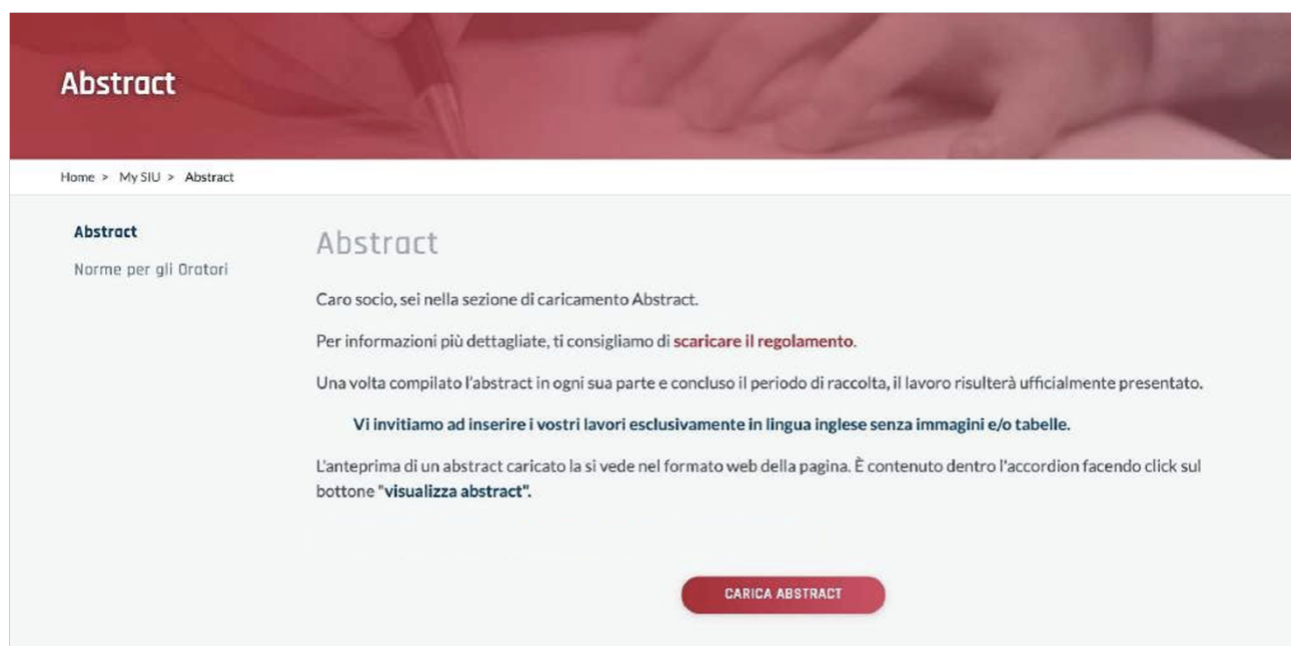 Abstract
Home > My SIU > Abstract
Abstract
Norme per gli Oratori
Abstract
Caro socio, sei nella sezione di caricamento Abstract.
Per informazioni più dettagliate, ti consigliamo di scaricare il regolamento.
Una volta compilato l'abstract in ogni sua parte e concluso il periodo di raccolta, il lavoro risulterà ufficialmente presentato.
Vi invitiamo ad inserire i vostri lavori esclusivamente in lingua inglese senza immagini e/o tabelle.
L'anteprima di un abstract caricato la si vede nel formato web della pagina. È contenuto dentro l'accordion facendo click sul
bottone "visualizza abstract".
CARICA ABSTRACT